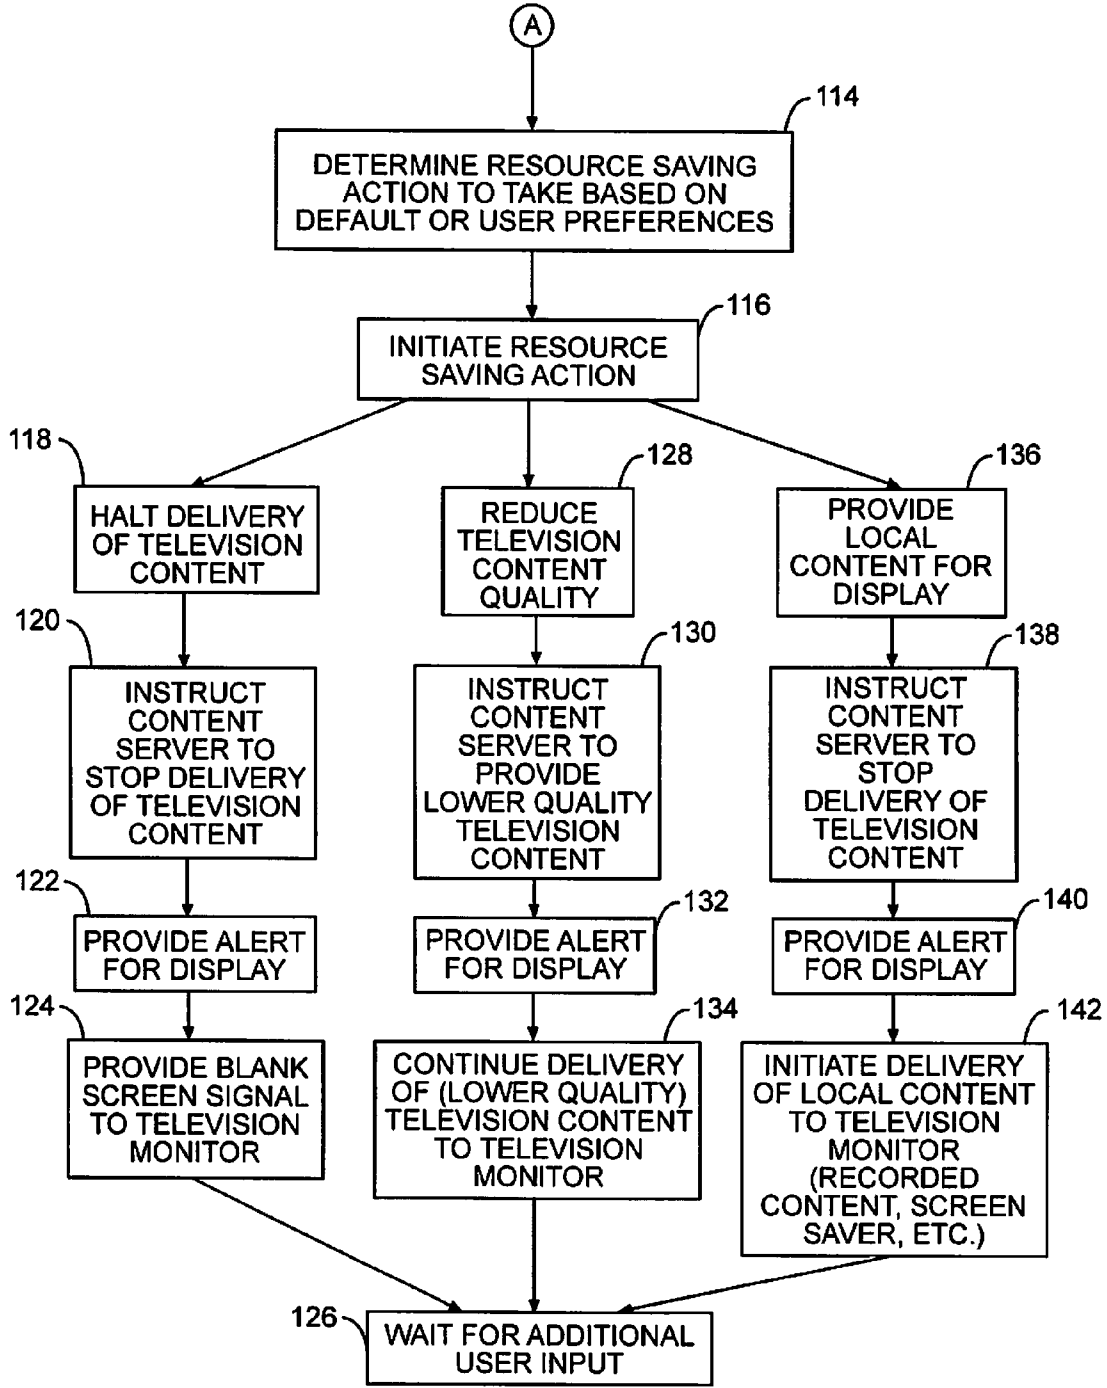 A
114
DETERMINE RESOURCE SAVING
ACTION TO TAKE BASED ON
DEFAULT OR USER PREFERENCES
116
INITIATE RESOURCE
SAVING ACTION
118
HALT DELIVERY
OF TELEVISION
CONTENT
120
INSTRUCT
CONTENT
SERVER TO
STOP DELIVERY
OF TELEVISION
CONTENT
122
PROVIDE ALERT
FOR DISPLAY
124
PROVIDE BLANK
SCREEN SIGNAL
TO TELEVISION
MONITOR
128
REDUCE
TELEVISION
CONTENT
QUALITY
130
INSTRUCT
CONTENT
SERVER TO
PROVIDE
LOWER QUALITY
TELEVISION
CONTENT
132
PROVIDE ALERT
FOR DISPLAY
134
CONTINUE DELIVERY
OF (LOWER QUALITY)
TELEVISION CONTENT
TO TELEVISION
MONITOR
136
PROVIDE
LOCAL
CONTENT FOR
DISPLAY
138
INSTRUCT
CONTENT
SERVER TO
STOP
DELIVERY OF
TELEVISION
CONTENT
140
PROVIDE ALERT
FOR DISPLAY
142
INITIATE DELIVERY
OF LOCAL CONTENT
TO TELEVISION
MONITOR
(RECORDED
CONTENT, SCREEN
SAVER, ETC.)
126
WAIT FOR ADDITIONAL
USER INPUT